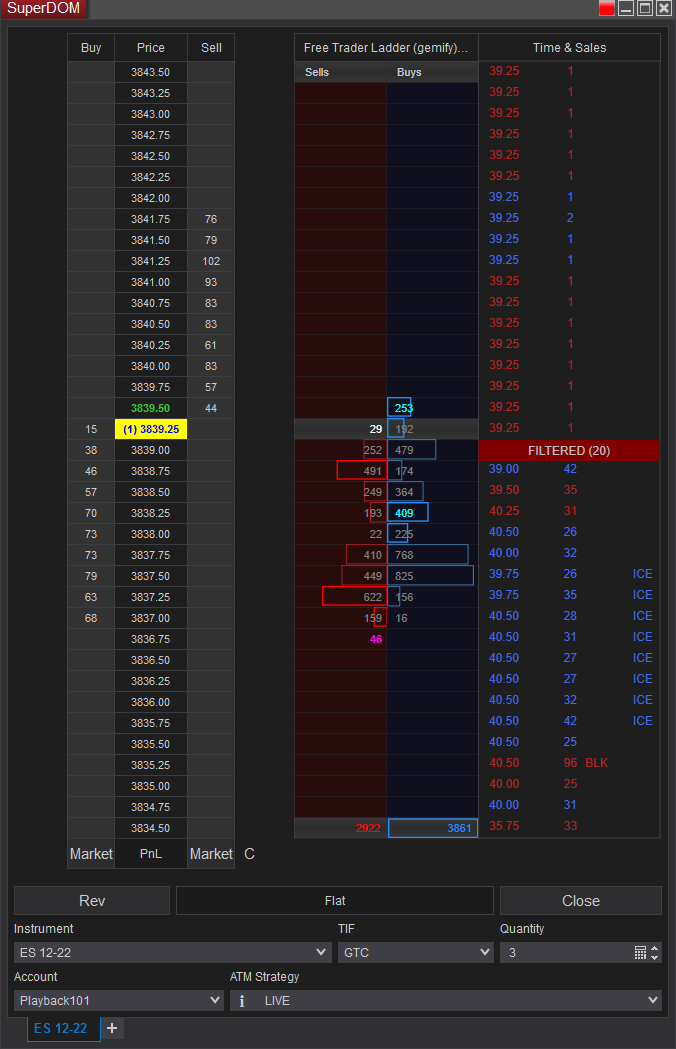 SuperDOM
Buy Price Sell Free Trader Ladder (gemify)... Time & Sales
3843.50 Sells Buys 39.25 1
3843.25 39.25 1
3843.00 39.25 1
3842.75 39.25 1
3842.50 39.25 1
3842.25 39.25 1
3842.00 39.25 1
3841.75 76 39.25 2
3841.50 79 39.25 1
3841.25 102 39.25 1
3841.00 93 39.25 1
3840.75 83 39.25 1
3840.50 83 39.25 1
3840.25 61 39.25 1
3840.00 83 39.25 1
3839.75 57 39.25 1
3839.50 44 253 39.25 1
15 (1) 3839.25 29 192 39.25 1
38 3839.00 252 479 FILTERED (20)
46 3838.75 491 174 39.00 42
57 3838.50 249 364 39.50 35
70 3838.25 193 409 40.25 31
73 3838.00 22 225 40.50 26
73 3837.75 410 768 40.00 32
79 3837.50 449 825 39.75 26 ICE
63 3837.25 622 156 39.75 35 ICE
68 3837.00 159 16 40.50 28 ICE
3836.75 46 40.50 31 ICE
3836.50 40.50 27 ICE
3836.25 40.50 27 ICE
3836.00 40.50 32 ICE
3835.75 40.50 42 ICE
3835.50 40.50 25
3835.25 40.50 96 BLK
3835.00 40.00 25
3834.75 40.00 31
3834.50 2922 3861 35.75 33
Market PnL Market C
Rev Flat Close
Instrument TIF Quantity
ES 12-22 GTC 3
Account ATM Strategy
Playback101 i LIVE
ES 12-22 +